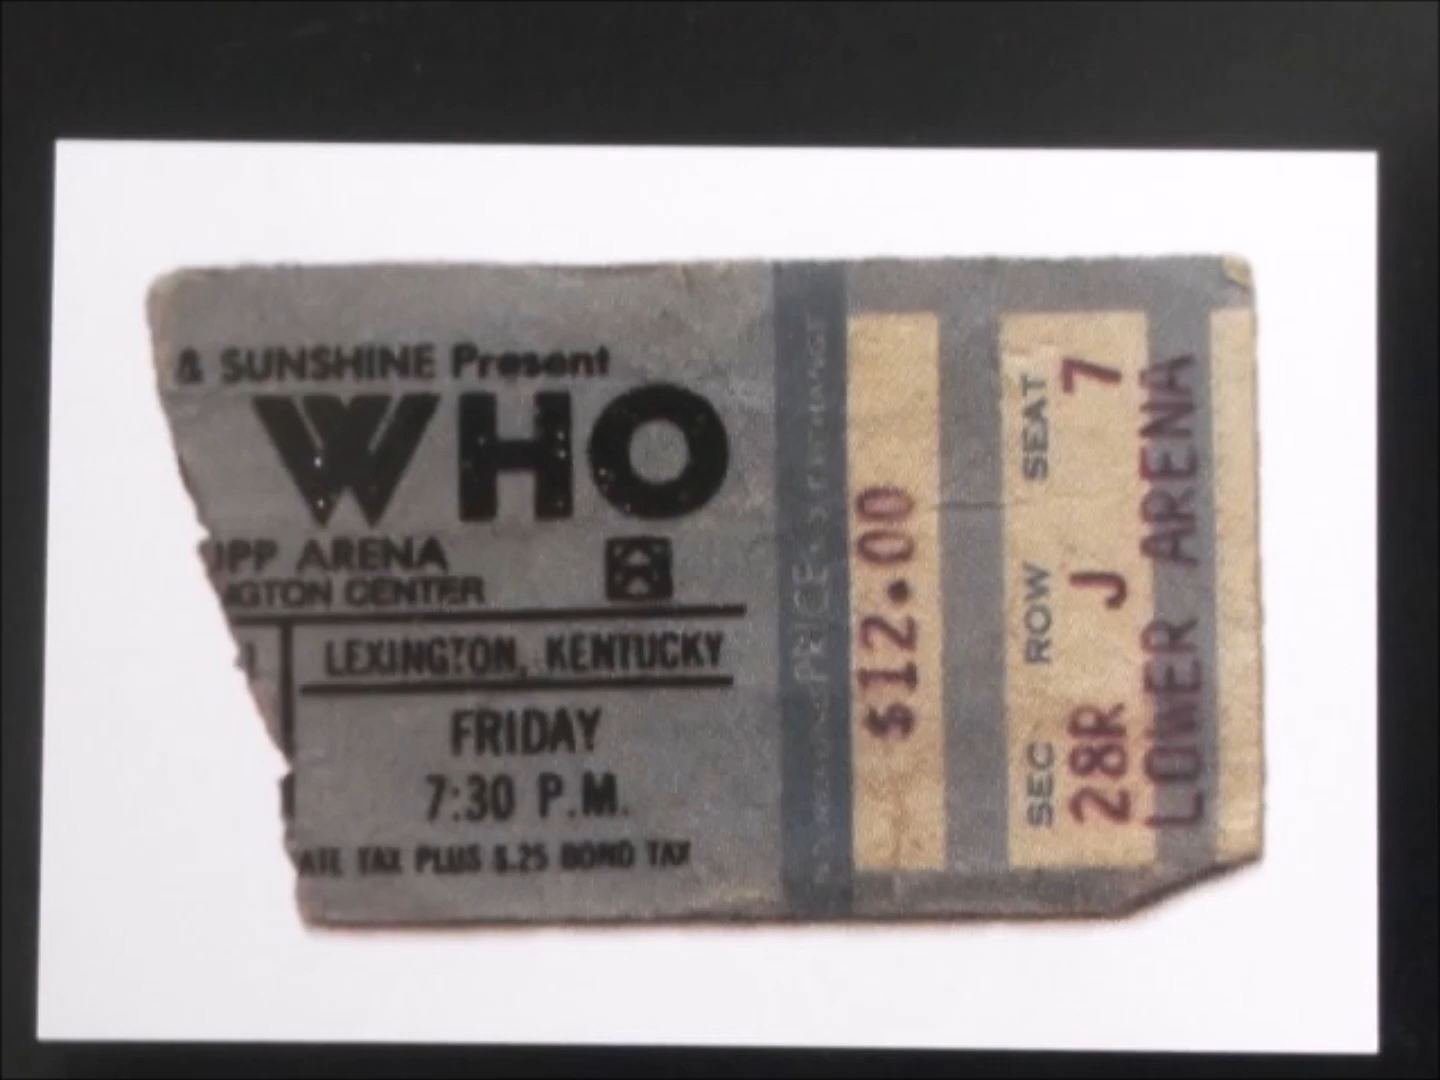 & SUNSHINE Present
WHO
UPP ARENA
NGTON CENTER
LEXINGTON, KENTUCKY
FRIDAY
7:30 P.M.
ATE TAX PLUS $.25 BOND TAX
PRICE
$12.00
SEC ROW SEAT
28R J 7
LOWER ARENA